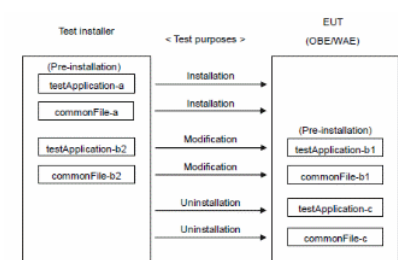 Test installer
< Test purposes >
EUT
(OBE/WAE)
(Pre-installation)
testApplication-a
Installation
commonFile-a
Installation
(Pre-installation)
testApplication-b2
Modification
testApplication-b1
commonFile-b2
Modification
commonFile-b1
Uninstallation
testApplication-c
Uninstallation
commonFile-c